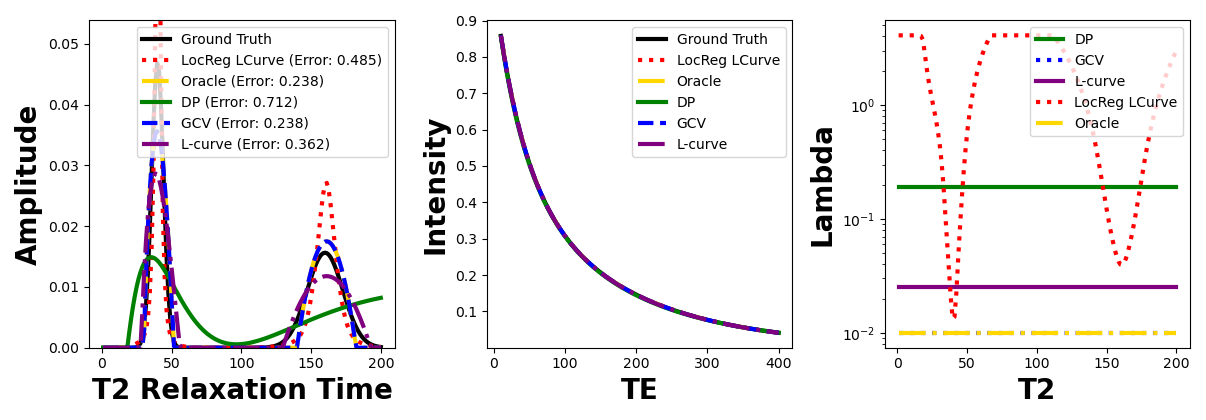 Amplitude
0.05
0.04
0.03
0.02
0.01
0.00
Ground Truth
LocReg LCurve (Error: 0.485)
Oracle (Error: 0.238)
DP (Error: 0.712)
GCV (Error: 0.238)
L-curve (Error: 0.362)
0 50 100 150 200
T2 Relaxation Time
Intensity
0.9
0.8
0.7
0.6
0.5
0.4
0.3
0.2
0.1
Ground Truth
LocReg LCurve
Oracle
DP
GCV
L-curve
0 100 200 300 400
TE
Lambda
10⁰
10⁻¹
10⁻²
DP
GCV
L-curve
LocReg LCurve
Oracle
0 50 100 150 200
T2